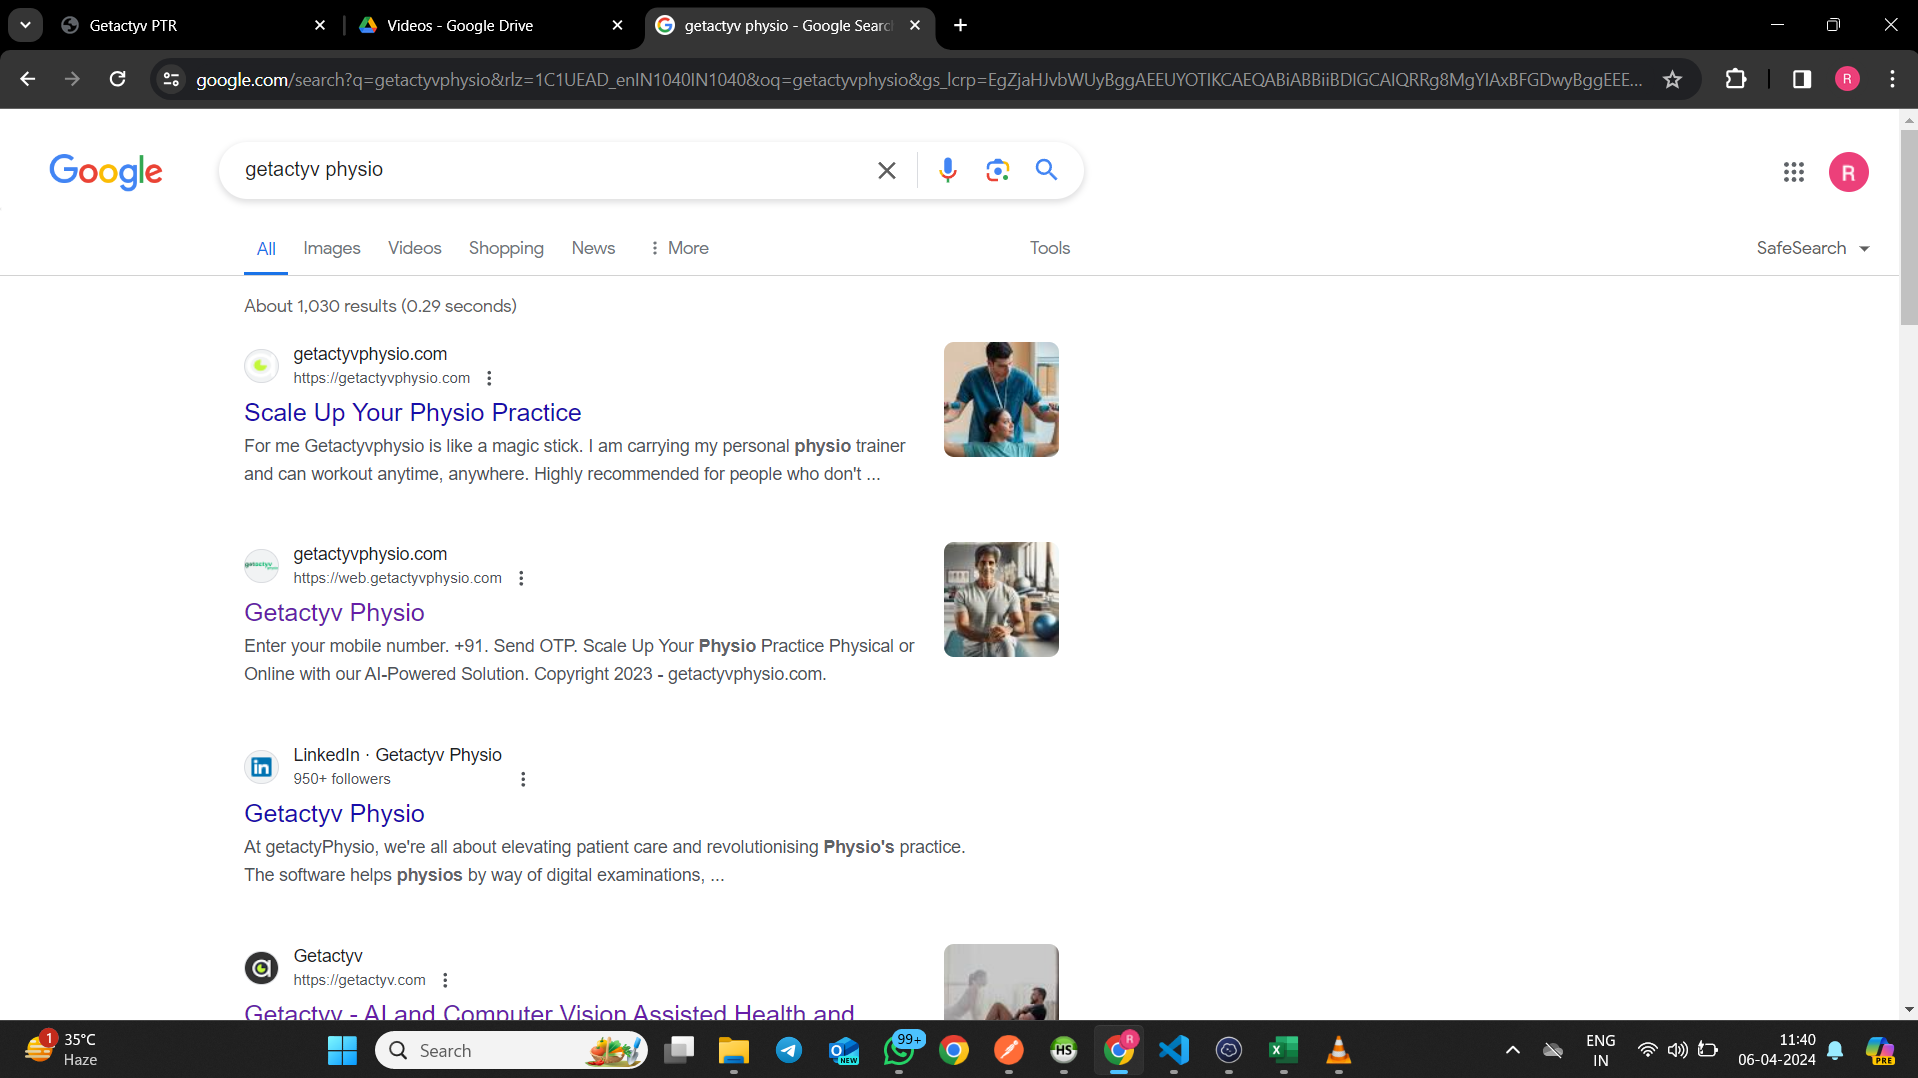 Getactyv PTR
Videos - Google Drive
getactyv physio - Google Searc
google.com/search?q=getactyvphysio&rlz=1C1UEAD_enIN1040IN1040&oq=getactyvphysio&gs_lcrp=EgZjaHJvbWUyBggAEEUYOTIKCAEQABiABBiiBDIGCAIQRRg8MgYIAxBFGDwyBggEEE...
R
Google
getactyv physio
R
All
Images
Videos
Shopping
News
More
Tools
SafeSearch
About 1,030 results (0.29 seconds)
getactyvphysio.com
https://getactyvphysio.com
Scale Up Your Physio Practice
For me Getactyvphysio is like a magic stick. I am carrying my personal physio trainer
and can workout anytime, anywhere. Highly recommended for people who don't ...
getactyvphysio.com
https://web.getactyvphysio.com
Getactyv Physio
Enter your mobile number. +91. Send OTP. Scale Up Your Physio Practice Physical or
Online with our AI-Powered Solution. Copyright 2023 - getactyvphysio.com.
LinkedIn · Getactyv Physio
950+ followers
Getactyv Physio
At getactyPhysio, we're all about elevating patient care and revolutionising Physio's practice.
The software helps physios by way of digital examinations, ...
Getactyv
https://getactyv.com
Getactyv - AI and Computer Vision Assisted Health and
1
35°C
Haze
Search
NEW
99+
HS
R
ENG
IN
11:40
06-04-2024
PRE